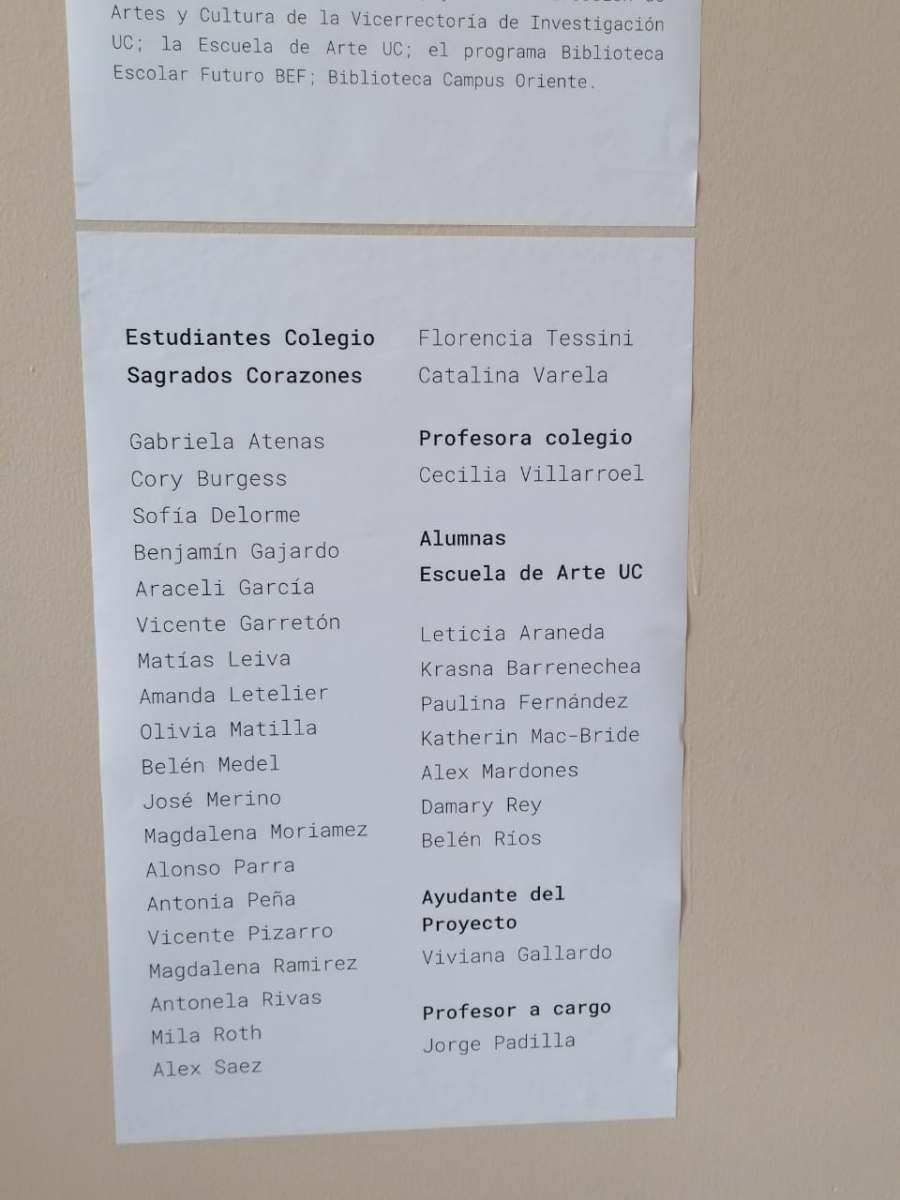 Artes y Cultura de la Vicerrectoría de Investigación
UC; la Escuela de Arte UC; el programa Biblioteca
Escolar Futuro BEF; Biblioteca Campus Oriente.
Estudiantes Colegio
Sagrados Corazones
Gabriela Atenas
Cory Burgess
Sofía Delorme
Benjamín Gajardo
Araceli García
Vicente Garretón
Matías Leiva
Amanda Letelier
Olivia Matilla
Belén Medel
José Merino
Magdalena Moriamez
Alonso Parra
Antonia Peña
Vicente Pizarro
Magdalena Ramirez
Antonela Rivas
Mila Roth
Alex Saez
Florencia Tessini
Catalina Varela
Profesora colegio
Cecilia Villarroel
Alumnas
Escuela de Arte UC
Leticia Araneda
Krasna Barrenechea
Paulina Fernández
Katherin Mac-Bride
Alex Mardones
Damary Rey
Belén Ríos
Ayudante del
Proyecto
Viviana Gallardo
Profesor a cargo
Jorge Padilla